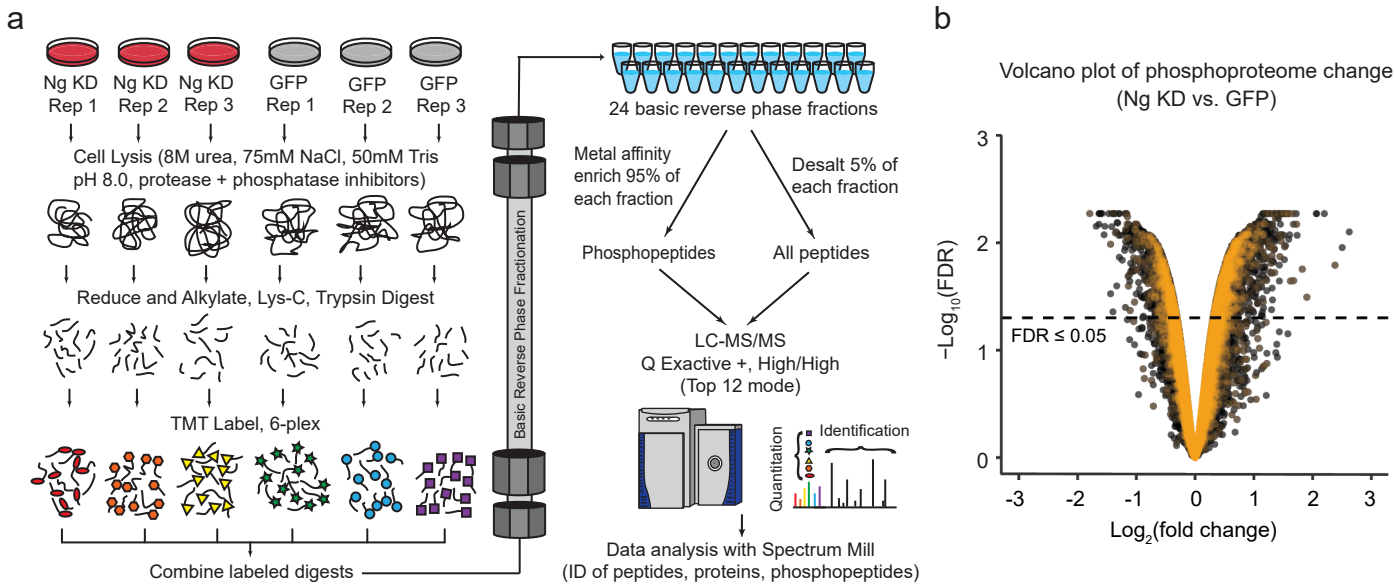 a
Ng KD
Rep 1
Ng KD
Rep 2
Ng KD
Rep 3
GFP
Rep 1
GFP
Rep 2
GFP
Rep 3
Cell Lysis (8M urea, 75mM NaCl, 50mM Tris
pH 8.0, protease + phosphatase inhibitors)
Reduce and Alkylate, Lys-C, Trypsin Digest
TMT Label, 6-plex
Combine labeled digests
Basic Reverse Phase Fractionation
24 basic reverse phase fractions
Metal affinity
enrich 95% of
each fraction
Desalt 5% of
each fraction
Phosphopeptides
All peptides
LC-MS/MS
Q Exactive +, High/High
(Top 12 mode)
Quantitation
Identification
Data analysis with Spectrum Mill
(ID of peptides, proteins, phosphopeptides)
b
Volcano plot of phosphoproteome change
(Ng KD vs. GFP)
3
2
1
0
−Log10(FDR)
FDR ≤ 0.05
-3 -2 -1 0 1 2 3
Log2(fold change)